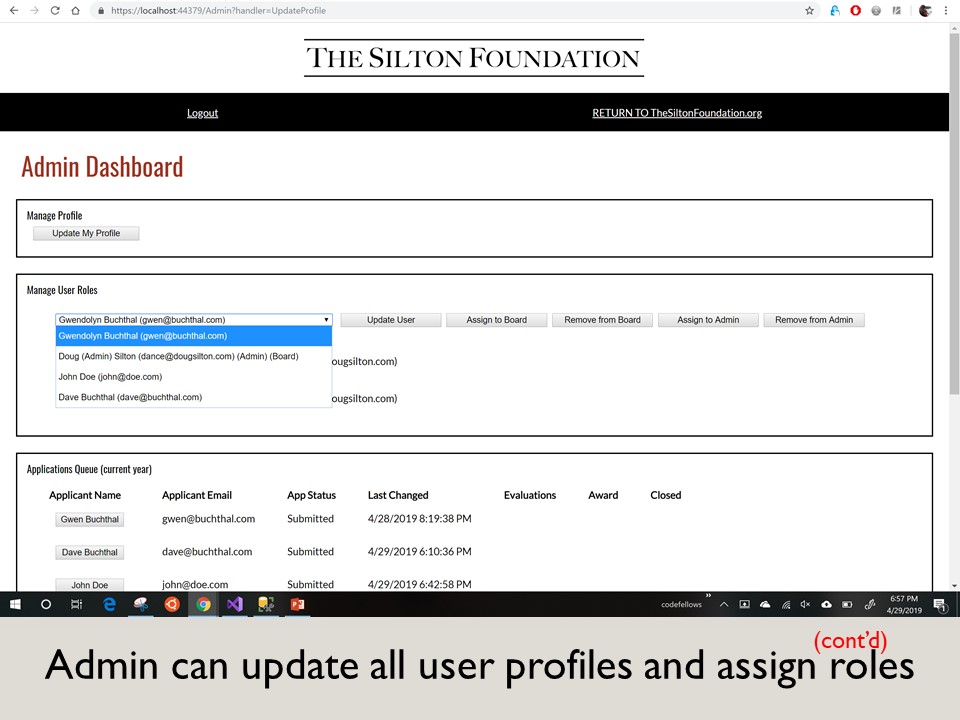 https://localhost:44379/Admin?handler=UpdateProfile
THE SILTON FOUNDATION
Logout RETURN TO TheSiltonFoundation.org
Admin Dashboard
Manage Profile
Update My Profile
Manage User Roles
Gwendolyn Buchthal (gwen@buchthal.com) Update User Assign to Board Remove from Board Assign to Admin Remove from Admin
Gwendolyn Buchthal (gwen@buchthal.com)
Doug (Admin) Silton (dance@dougsilton.com) (Admin) (Board)
ougsilton.com)
John Doe (john@doe.com)
Dave Buchthal (dave@buchthal.com)
ougsilton.com)
Applications Queue (current year)
Applicant Name Applicant Email App Status Last Changed Evaluations Award Closed
Gwen Buchthal gwen@buchthal.com Submitted 4/28/2019 8:19:38 PM
Dave Buchthal dave@buchthal.com Submitted 4/29/2019 6:10:36 PM
John Doe john@doe.com Submitted 4/29/2019 6:42:58 PM
codefellows
6:57 PM
4/29/2019
(cont'd)
Admin can update all user profiles and assign roles